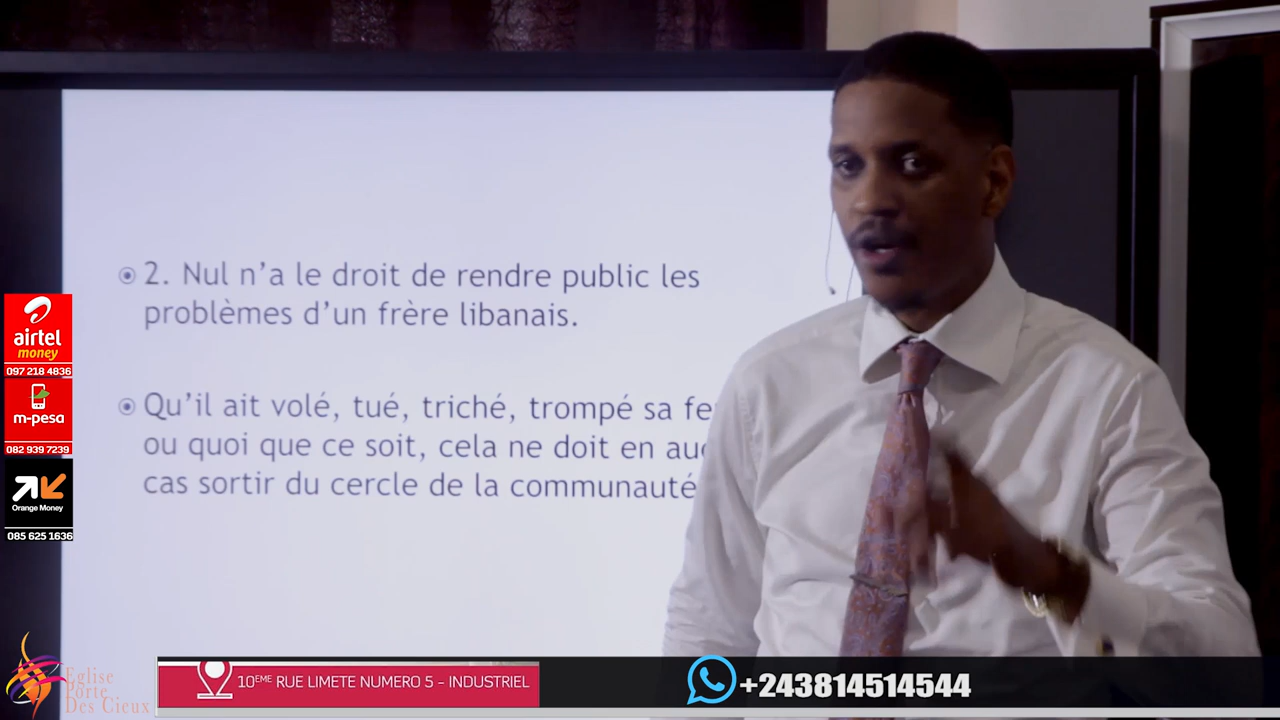 2. Nul n’a le droit de rendre public les
problèmes d’un frère libanais.
Qu’il ait volé, tué, triché, trompé sa
ou quoi que ce soit, cela ne doit en
cas sortir du cercle de la communauté
airtel
money
097 218 4836
m-pesa
082 939 7239
Orange Money
085 625 1636
Eglise
Porte
Des Cieux
10EME RUE LIMETE NUMERO 5 - INDUSTRIEL
+243814514544